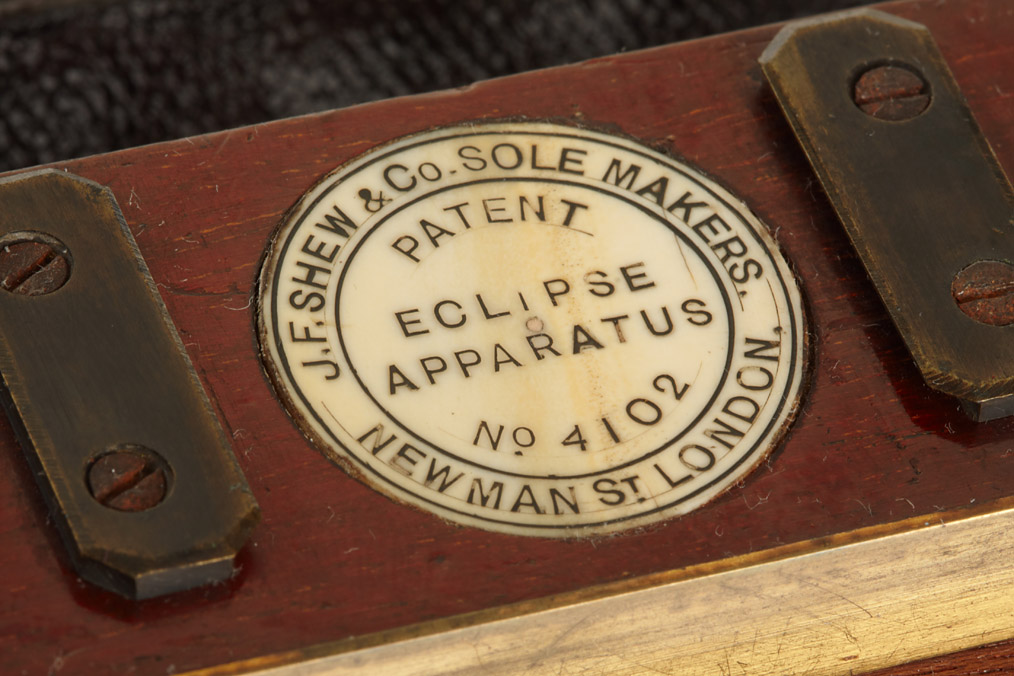 J.F. SHEW & Co. SOLE MAKERS.
PATENT
ECLIPSE
APPARATUS
No 4102
NEWMAN ST. LONDON.